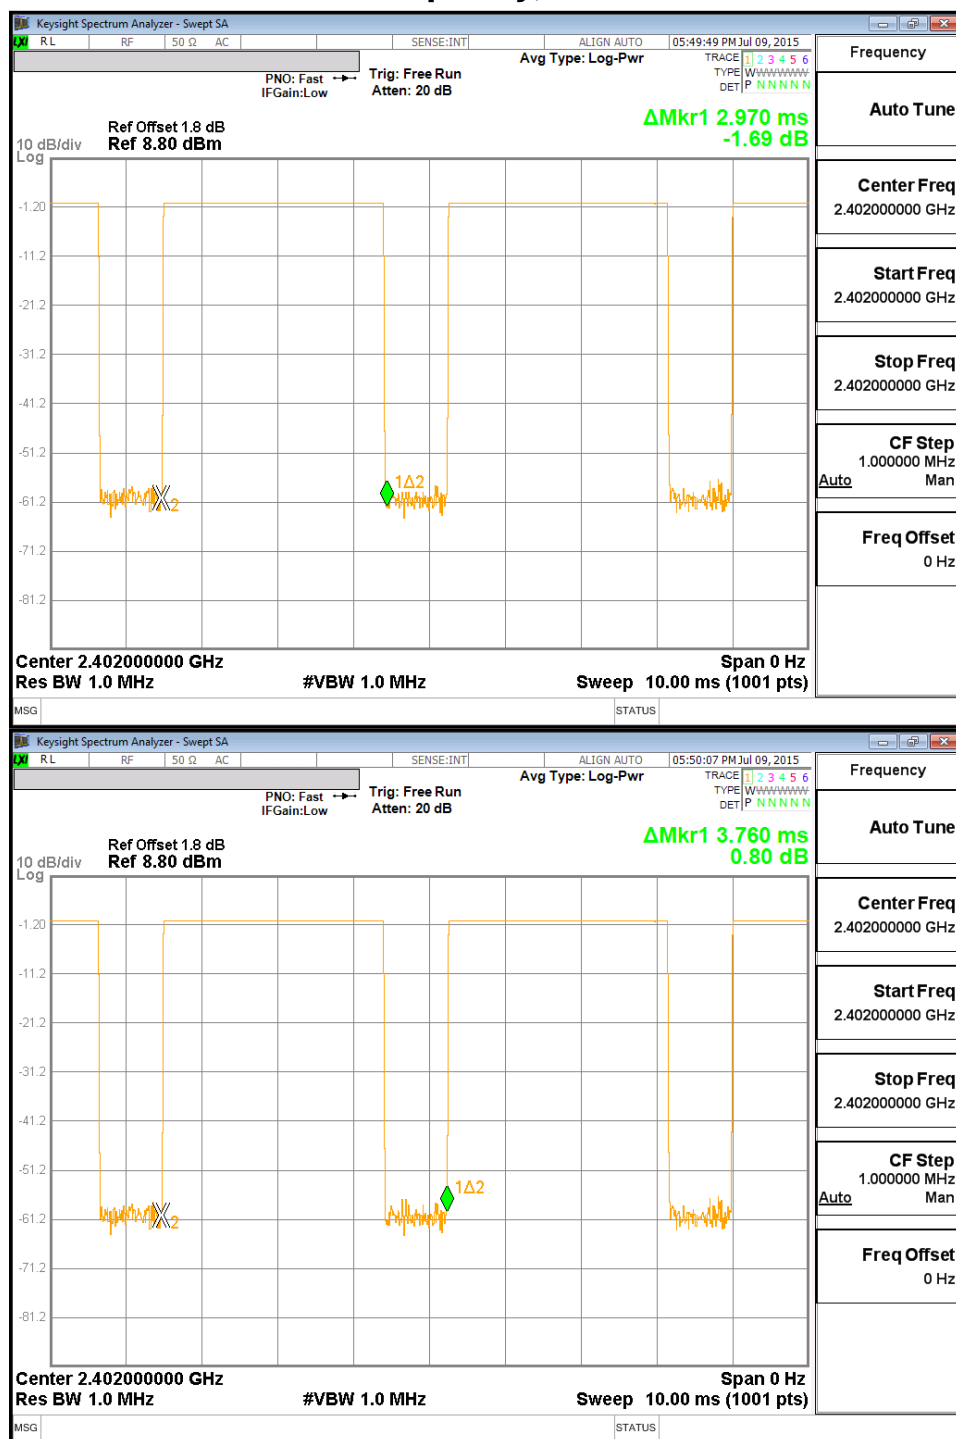 Keysight Spectrum Analyzer - Swept SA
LXI RL RF 50 Ω AC SENSE:INT ALIGN AUTO 05:49:49 PM Jul 09, 2015
Frequency
PNO: Fast
IFGain:Low
Trig: Free Run
Atten: 20 dB
Avg Type: Log-Pwr
TRACE 1 2 3 4 5 6
TYPE WWWWWWW
DET P N N N N N
ΔMkr1 2.970 ms
-1.69 dB
Ref Offset 1.8 dB
10 dB/div Ref 8.80 dBm
Log
-1.20
-11.2
-21.2
-31.2
-41.2
-51.2
-61.2
-71.2
-81.2
2
1Δ2
Center 2.402000000 GHz Span 0 Hz
Res BW 1.0 MHz #VBW 1.0 MHz Sweep 10.00 ms (1001 pts)
MSG STATUS
Auto Tune
Center Freq
2.402000000 GHz
Start Freq
2.402000000 GHz
Stop Freq
2.402000000 GHz
CF Step
1.000000 MHz
Auto Man
Freq Offset
0 Hz
Keysight Spectrum Analyzer - Swept SA
LXI RL RF 50 Ω AC SENSE:INT ALIGN AUTO 05:50:07 PM Jul 09, 2015
Frequency
PNO: Fast
IFGain:Low
Trig: Free Run
Atten: 20 dB
Avg Type: Log-Pwr
TRACE 1 2 3 4 5 6
TYPE WWWWWWW
DET P N N N N N
ΔMkr1 3.760 ms
0.80 dB
Ref Offset 1.8 dB
10 dB/div Ref 8.80 dBm
Log
-1.20
-11.2
-21.2
-31.2
-41.2
-51.2
-61.2
-71.2
-81.2
2
1Δ2
Center 2.402000000 GHz Span 0 Hz
Res BW 1.0 MHz #VBW 1.0 MHz Sweep 10.00 ms (1001 pts)
MSG STATUS
Auto Tune
Center Freq
2.402000000 GHz
Start Freq
2.402000000 GHz
Stop Freq
2.402000000 GHz
CF Step
1.000000 MHz
Auto Man
Freq Offset
0 Hz